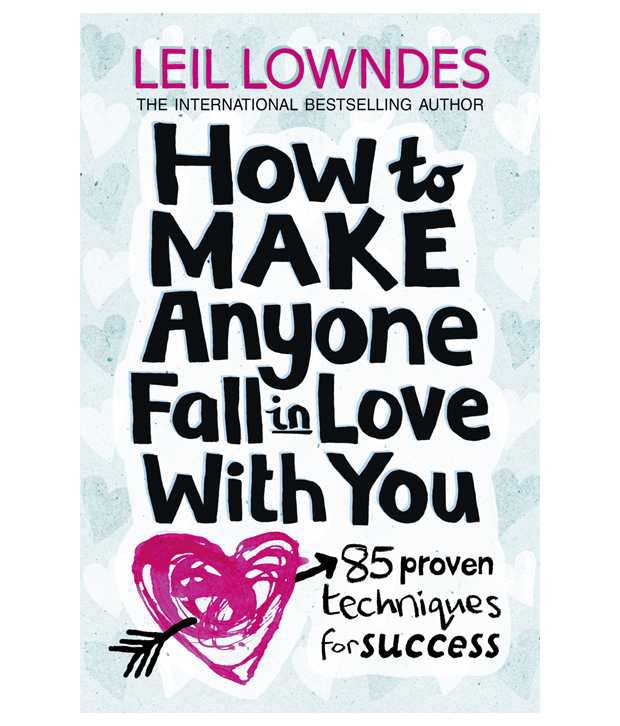 LEIL LOWNDES
THE INTERNATIONAL BESTSELLING AUTHOR
How to
MAKE
Anyone
Fall in Love
With You
85 proven
techniques
for success